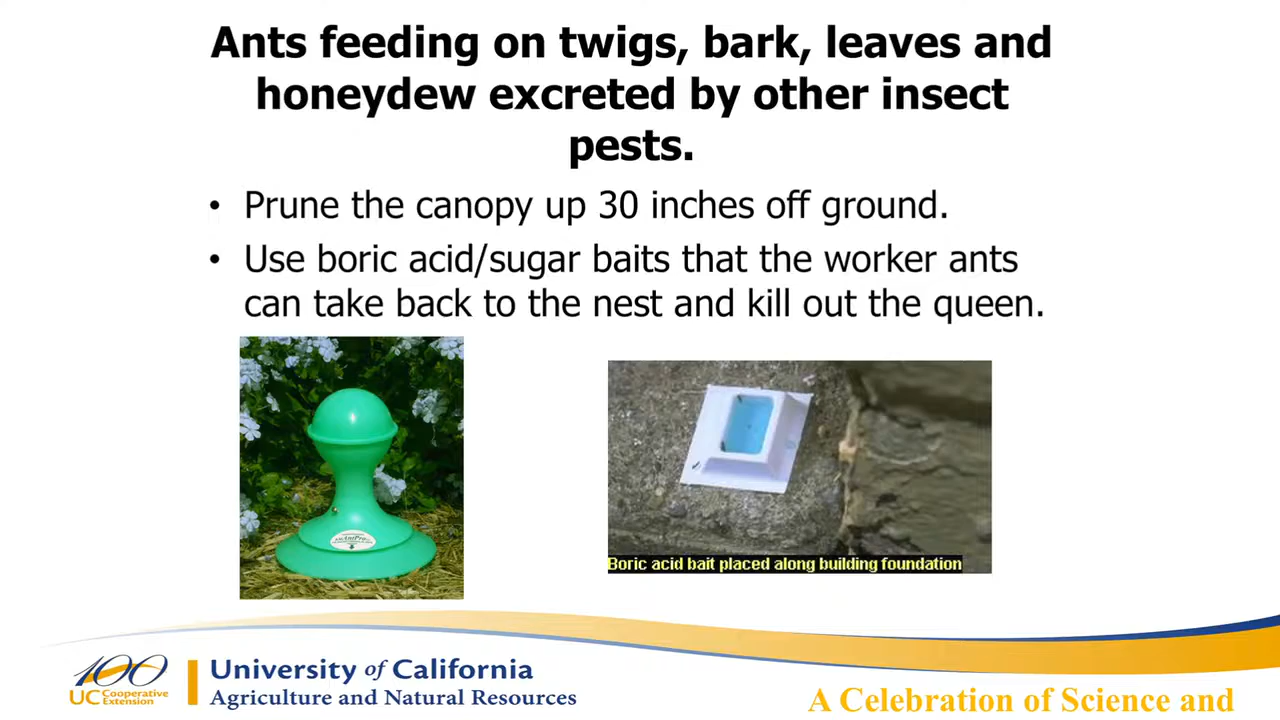 Ants feeding on twigs, bark, leaves and
honeydew excreted by other insect
pests.
• Prune the canopy up 30 inches off ground.
• Use boric acid/sugar baits that the worker ants
can take back to the nest and kill out the queen.
AntPro
Boric acid bait placed along building foundation
100
UC Cooperative
Extension
University of California
Agriculture and Natural Resources
A Celebration of Science and